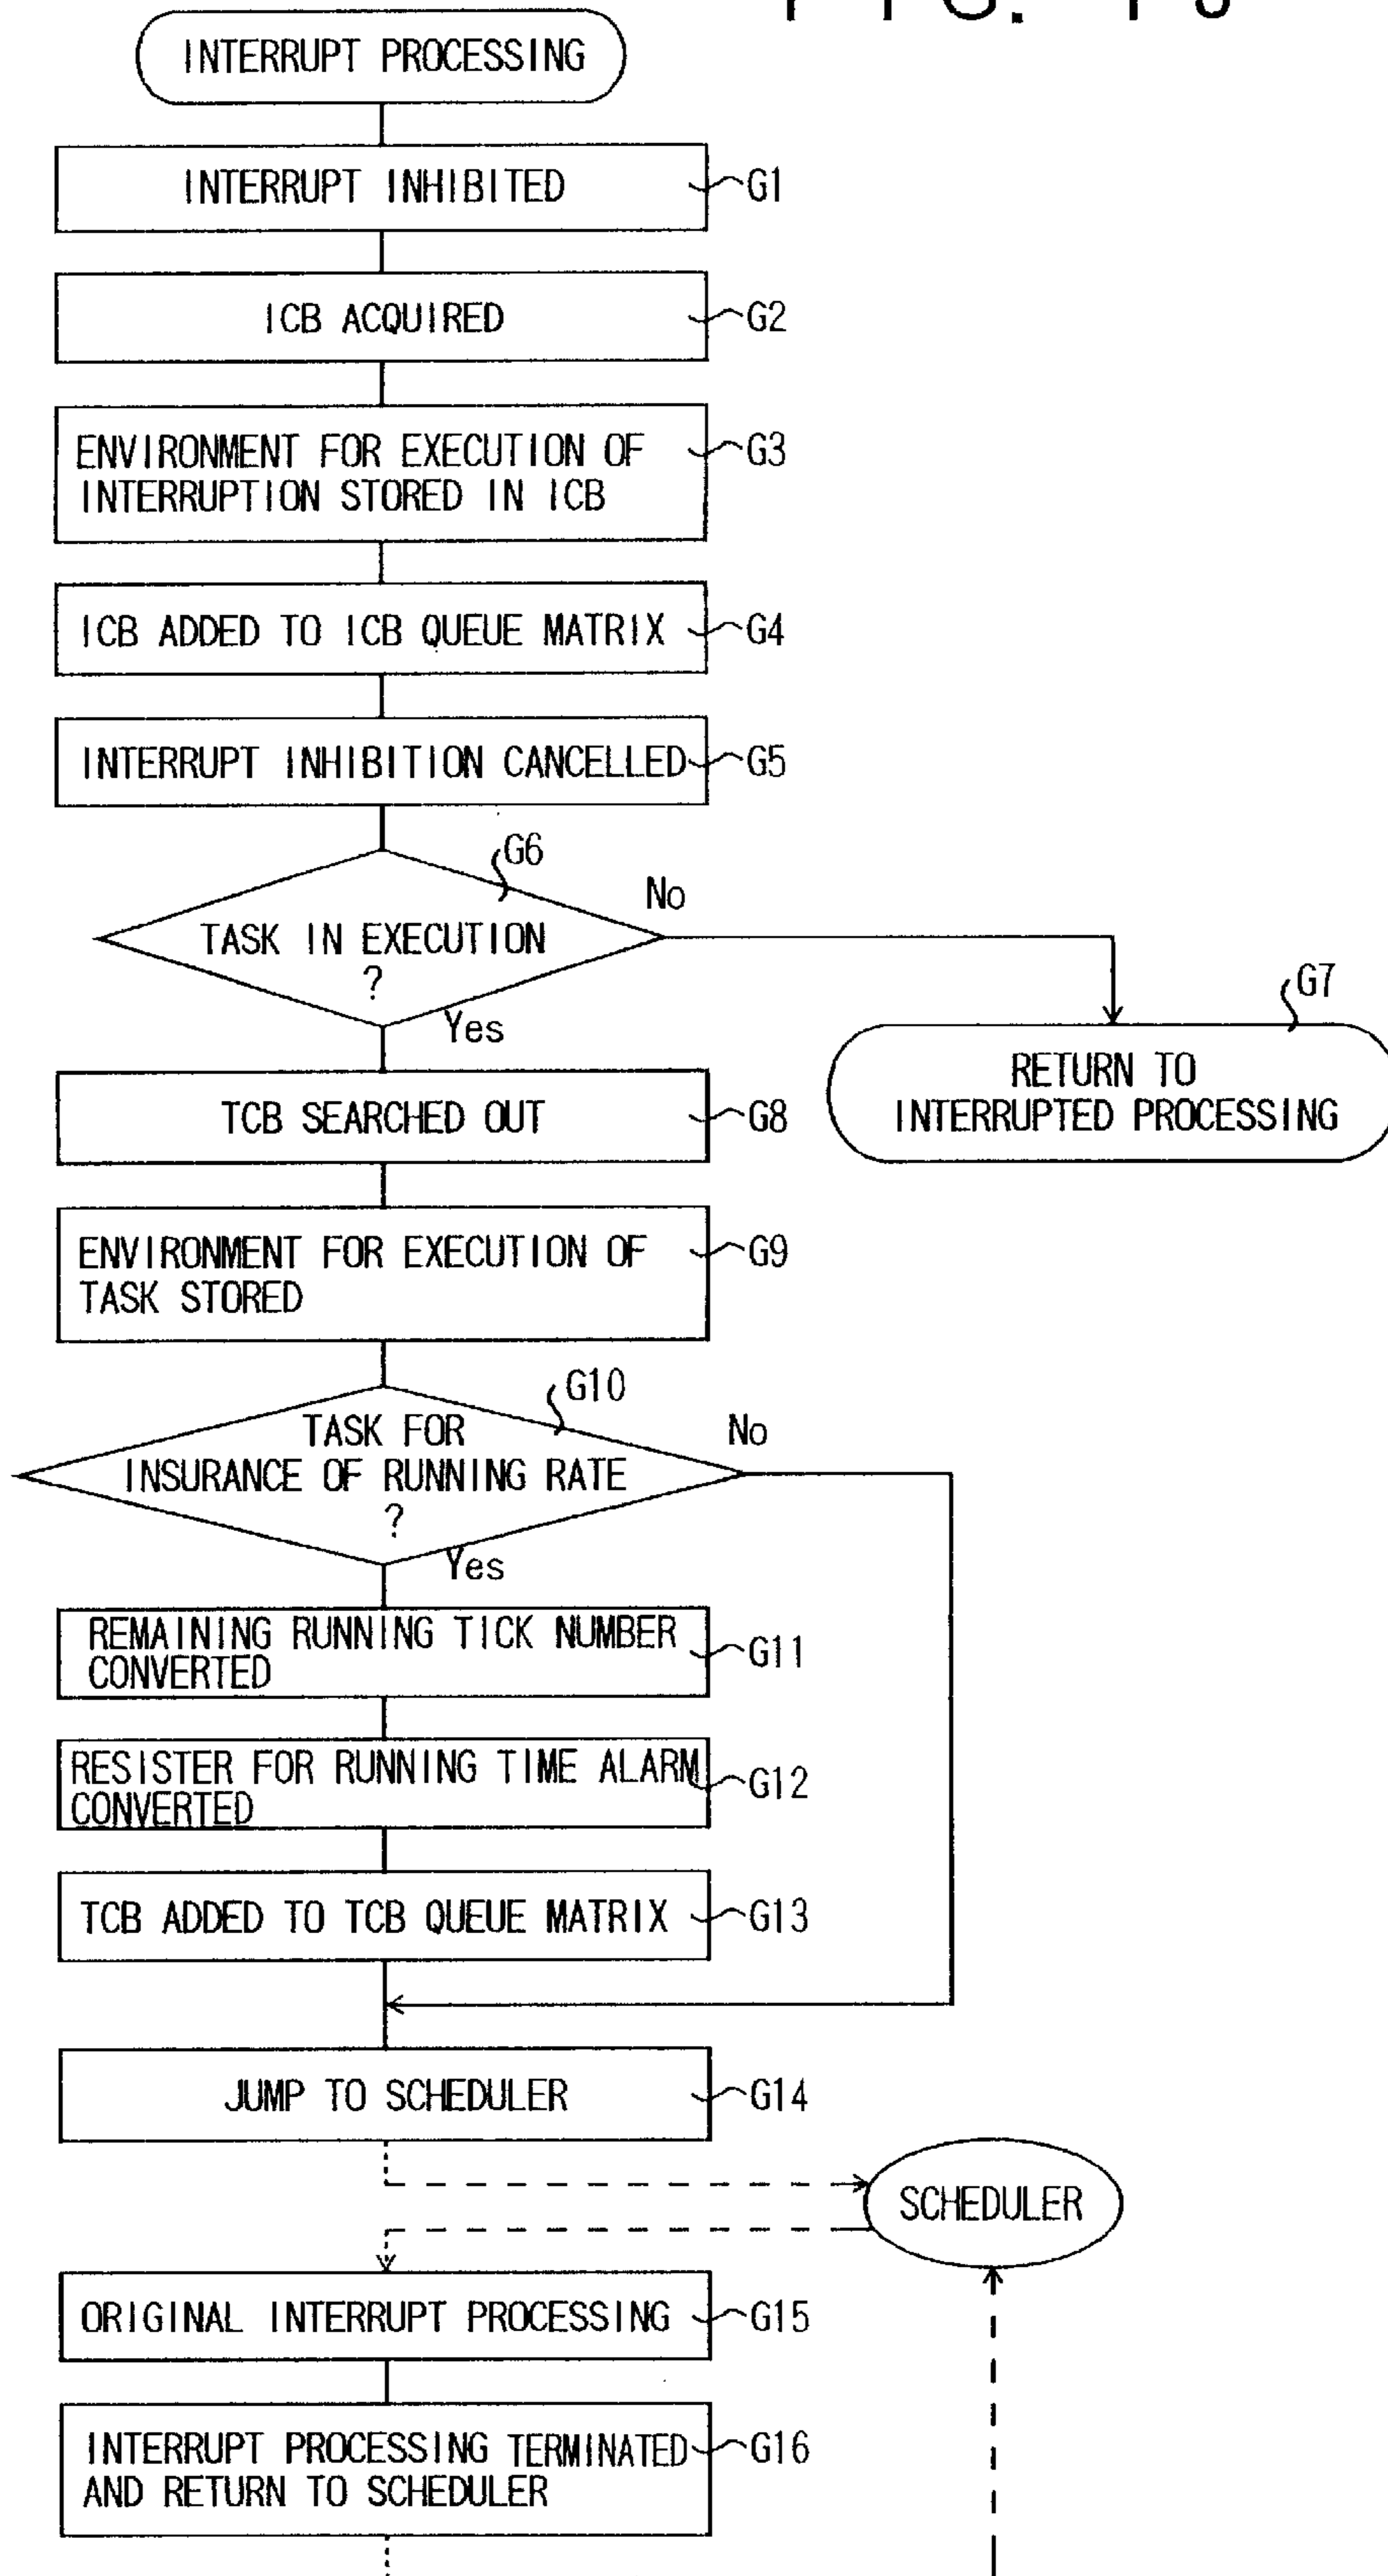 INTERRUPT PROCESSING
INTERRUPT INHIBITED
G1
ICB ACQUIRED
G2
ENVIRONMENT FOR EXECUTION OF
INTERRUPTION STORED IN ICB
G3
ICB ADDED TO ICB QUEUE MATRIX
G4
INTERRUPT INHIBITION CANCELLED
G5
G6
No
TASK IN EXECUTION
?
Yes
G7
RETURN TO
INTERRUPTED PROCESSING
TCB SEARCHED OUT
G8
ENVIRONMENT FOR EXECUTION OF
TASK STORED
G9
G10
TASK FOR
INSURANCE OF RUNNING RATE
?
No
Yes
REMAINING RUNNING TICK NUMBER
CONVERTED
G11
RESISTER FOR RUNNING TIME ALARM
CONVERTED
G12
TCB ADDED TO TCB QUEUE MATRIX
G13
JUMP TO SCHEDULER
G14
SCHEDULER
ORIGINAL INTERRUPT PROCESSING
G15
INTERRUPT PROCESSING TERMINATED
AND RETURN TO SCHEDULER
G16